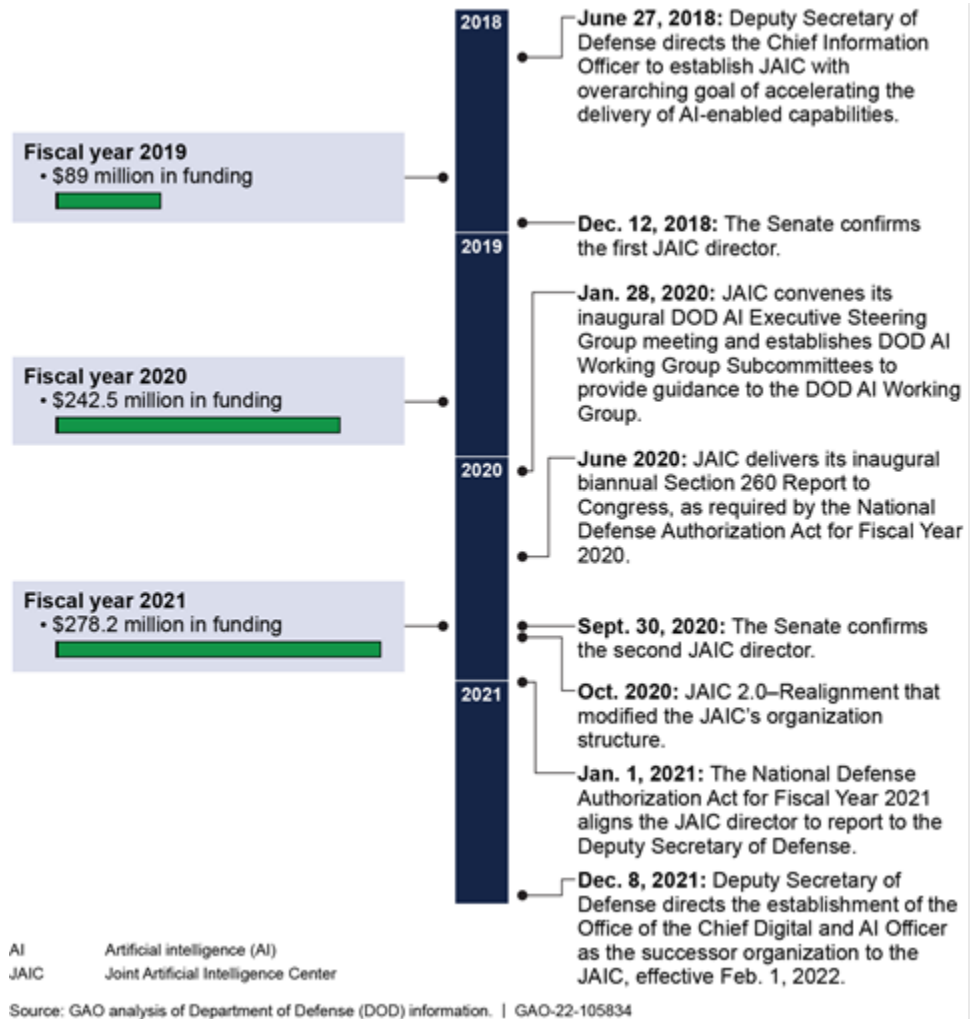 2018
June 27, 2018: Deputy Secretary of
Defense directs the Chief Information
Officer to establish JAIC with
overarching goal of accelerating the
delivery of AI-enabled capabilities.
Fiscal year 2019
• $89 million in funding
Dec. 12, 2018: The Senate confirms
the first JAIC director.
2019
Jan. 28, 2020: JAIC convenes its
inaugural DOD AI Executive Steering
Group meeting and establishes DOD AI
Working Group Subcommittees to
provide guidance to the DOD AI Working
Group.
Fiscal year 2020
• $242.5 million in funding
2020
June 2020: JAIC delivers its inaugural
biannual Section 260 Report to
Congress, as required by the National
Defense Authorization Act for Fiscal Year
2020.
Fiscal year 2021
• $278.2 million in funding
Sept. 30, 2020: The Senate confirms
the second JAIC director.
Oct. 2020: JAIC 2.0–Realignment that
modified the JAIC's organization
structure.
2021
Jan. 1, 2021: The National Defense
Authorization Act for Fiscal Year 2021
aligns the JAIC director to report to the
Deputy Secretary of Defense.
Dec. 8, 2021: Deputy Secretary of
Defense directs the establishment of the
Office of the Chief Digital and AI Officer
as the successor organization to the
JAIC, effective Feb. 1, 2022.
AI Artificial intelligence (AI)
JAIC Joint Artificial Intelligence Center
Source: GAO analysis of Department of Defense (DOD) information. | GAO-22-105834